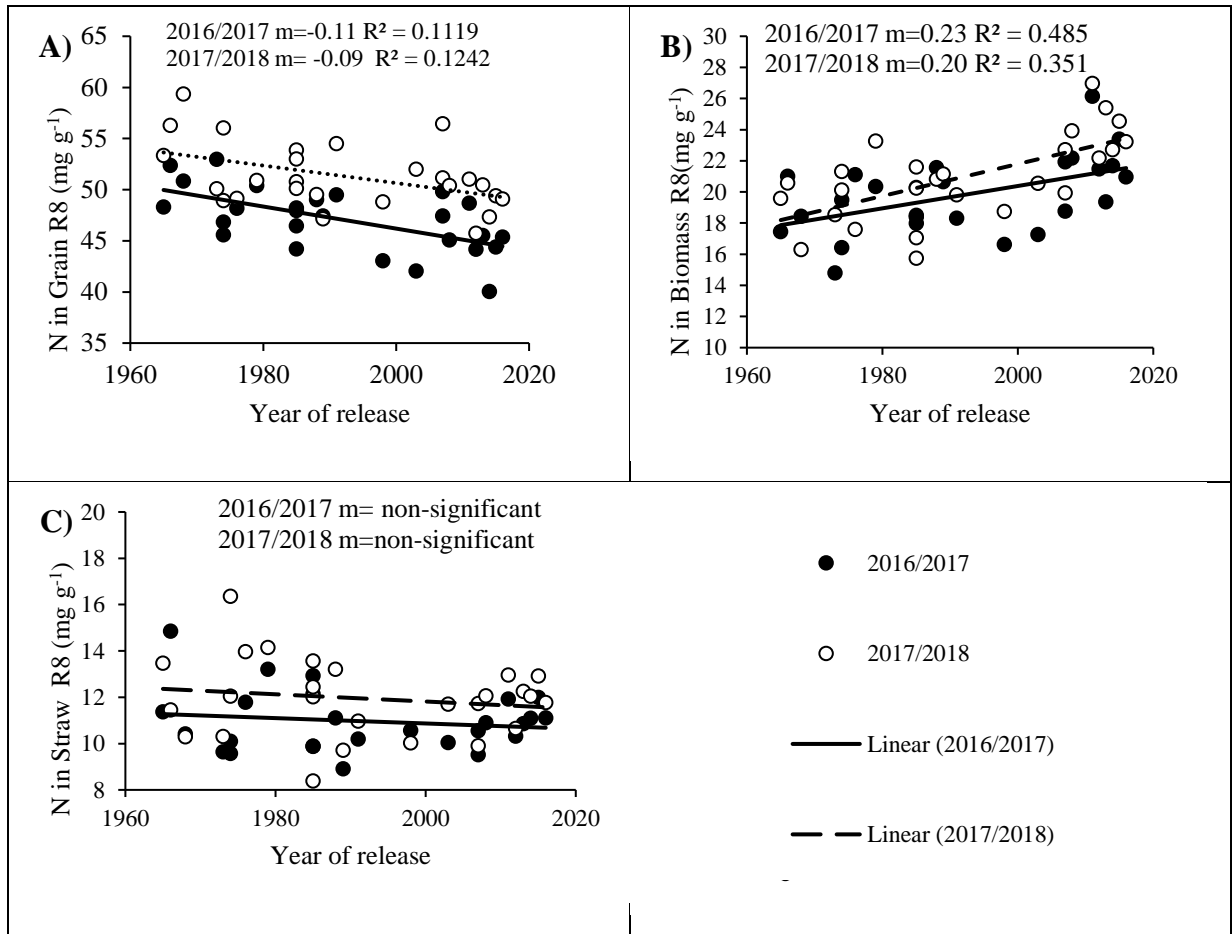 A)
2016/2017 m=-0.11 R² = 0.1119
2017/2018 m= -0.09 R² = 0.1242
65
60
55
50
45
40
35
N in Grain R8 (mg g-1)
1960 1980 2000 2020
Year of release
B)
2016/2017 m=0.23 R² = 0.485
2017/2018 m=0.20 R² = 0.351
30
28
26
24
22
20
18
16
14
12
10
N in Biomass R8(mg g-1)
1960 1980 2000 2020
Year of release
C)
2016/2017 m= non-significant
2017/2018 m=non-significant
20
18
16
14
12
10
8
N in Straw R8 (mg g-1)
1960 1980 2000 2020
Year of release
2016/2017
2017/2018
Linear (2016/2017)
Linear (2017/2018)